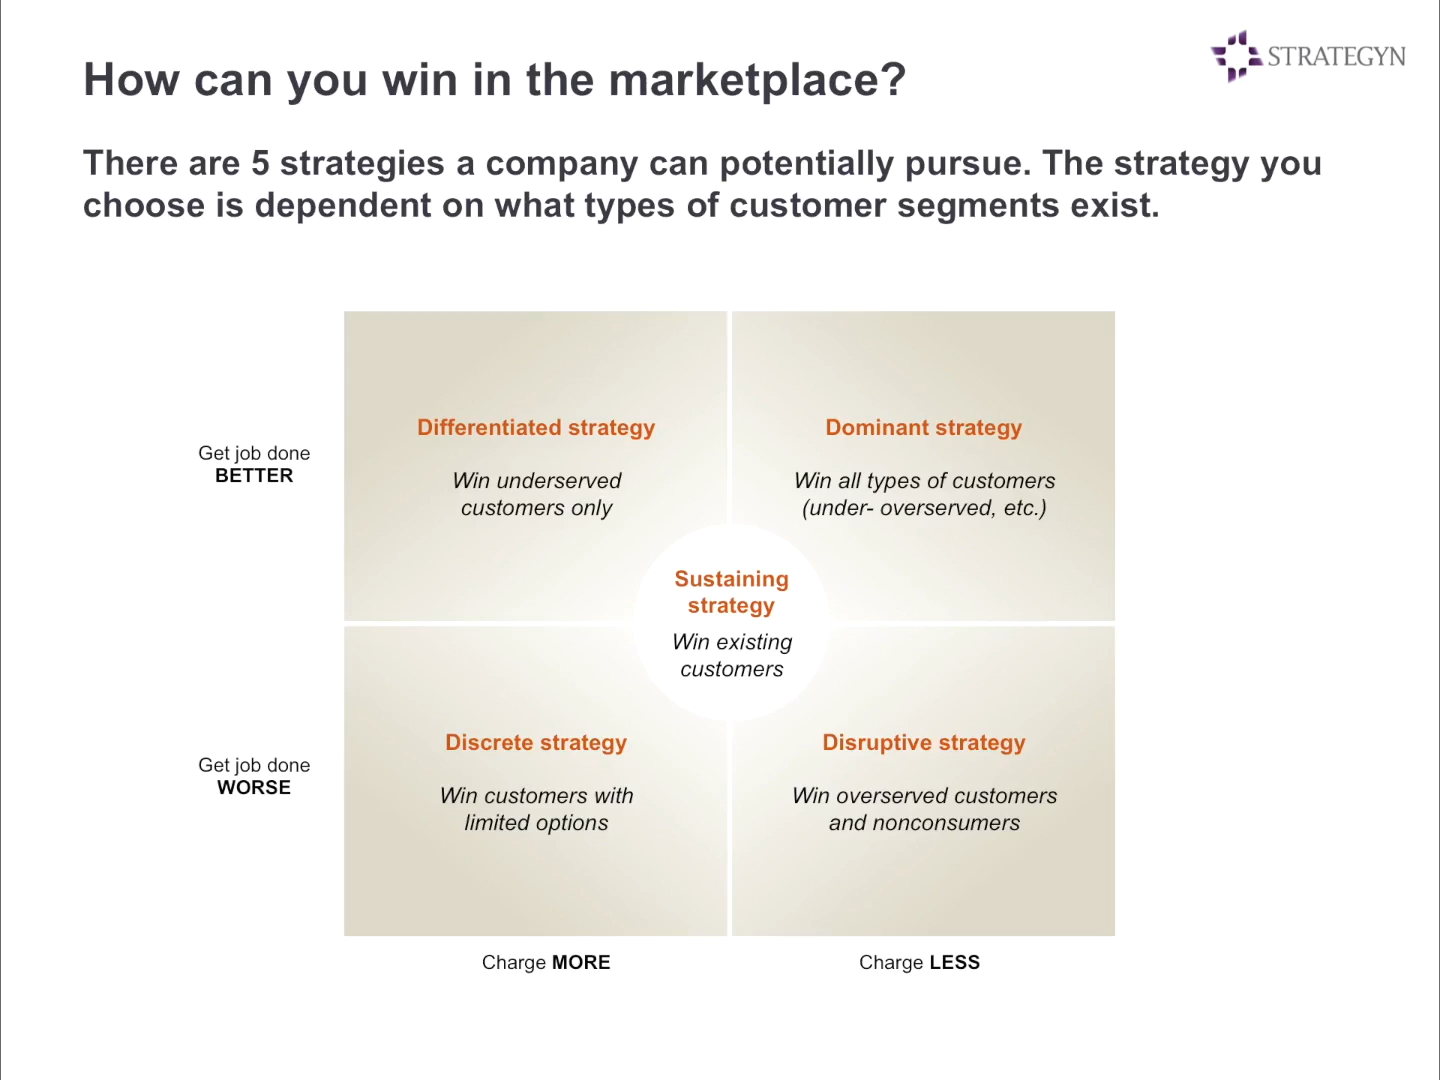 STRATEGYN
How can you win in the marketplace?
There are 5 strategies a company can potentially pursue. The strategy you
choose is dependent on what types of customer segments exist.
Get job done
BETTER
Differentiated strategy
Win underserved
customers only
Dominant strategy
Win all types of customers
(under- overserved, etc.)
Sustaining
strategy
Win existing
customers
Get job done
WORSE
Discrete strategy
Win customers with
limited options
Disruptive strategy
Win overserved customers
and nonconsumers
Charge MORE
Charge LESS